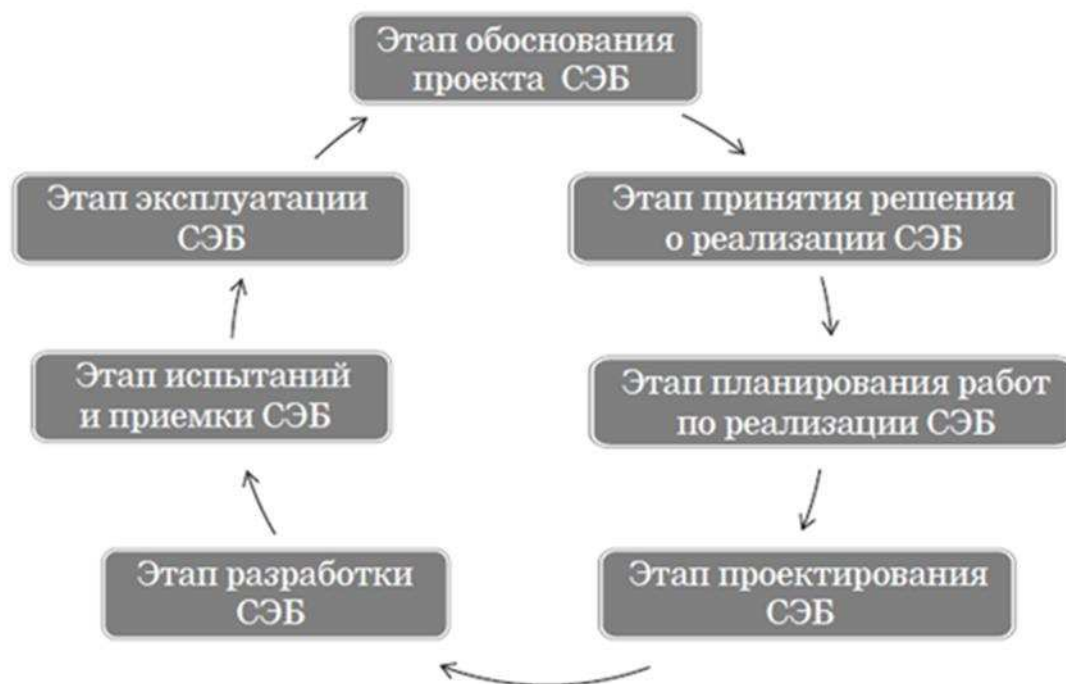 Этап обоснования
проекта СЭБ
Этап принятия решения
о реализации СЭБ
Этап планирования работ
по реализации СЭБ
Этап проектирования
СЭБ
Этап разработки
СЭБ
Этап испытаний
и приемки СЭБ
Этап эксплуатации
СЭБ